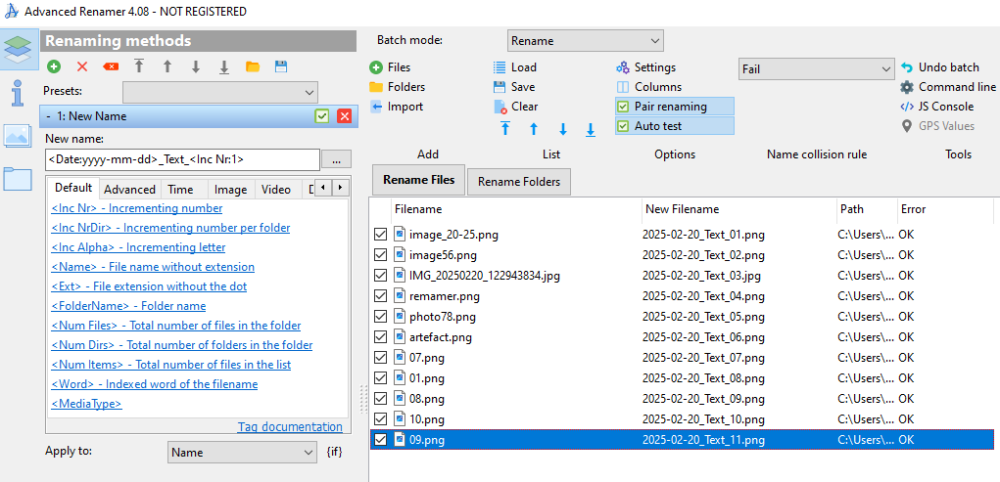 Advanced Renamer 4.08 - NOT REGISTERED
Renaming methods
Presets:
- 1: New Name
New name:
<Date:yyyy-mm-dd>_Text_<Inc Nr:1>
...
Default Advanced Time Image Video D
<Inc Nr> - Incrementing number
<Inc NrDir> - Incrementing number per folder
<Inc Alpha> - Incrementing letter
<Name> - File name without extension
<Ext> - File extension without the dot
<FolderName> - Folder name
<Num Files> - Total number of files in the folder
<Num Dirs> - Total number of folders in the folder
<Num Items> - Total number of files in the list
<Word> - Indexed word of the filename
<MediaType>
Tag documentation
Apply to: Name {if}
Batch mode: Rename
Files Load Settings Fail Undo batch
Folders Save Columns Command line
Import Clear Pair renaming JS Console
Auto test GPS Values
Add List Options Name collision rule Tools
Rename Files Rename Folders
Filename New Filename Path Error
image_20-25.png 2025-02-20_Text_01.png C:\Users\... OK
image56.png 2025-02-20_Text_02.png C:\Users\... OK
IMG_20250220_122943834.jpg 2025-02-20_Text_03.jpg C:\Users\... OK
remamer.png 2025-02-20_Text_04.png C:\Users\... OK
photo78.png 2025-02-20_Text_05.png C:\Users\... OK
artefact.png 2025-02-20_Text_06.png C:\Users\... OK
07.png 2025-02-20_Text_07.png C:\Users\... OK
01.png 2025-02-20_Text_08.png C:\Users\... OK
08.png 2025-02-20_Text_09.png C:\Users\... OK
10.png 2025-02-20_Text_10.png C:\Users\... OK
09.png 2025-02-20_Text_11.png C:\Users\... OK